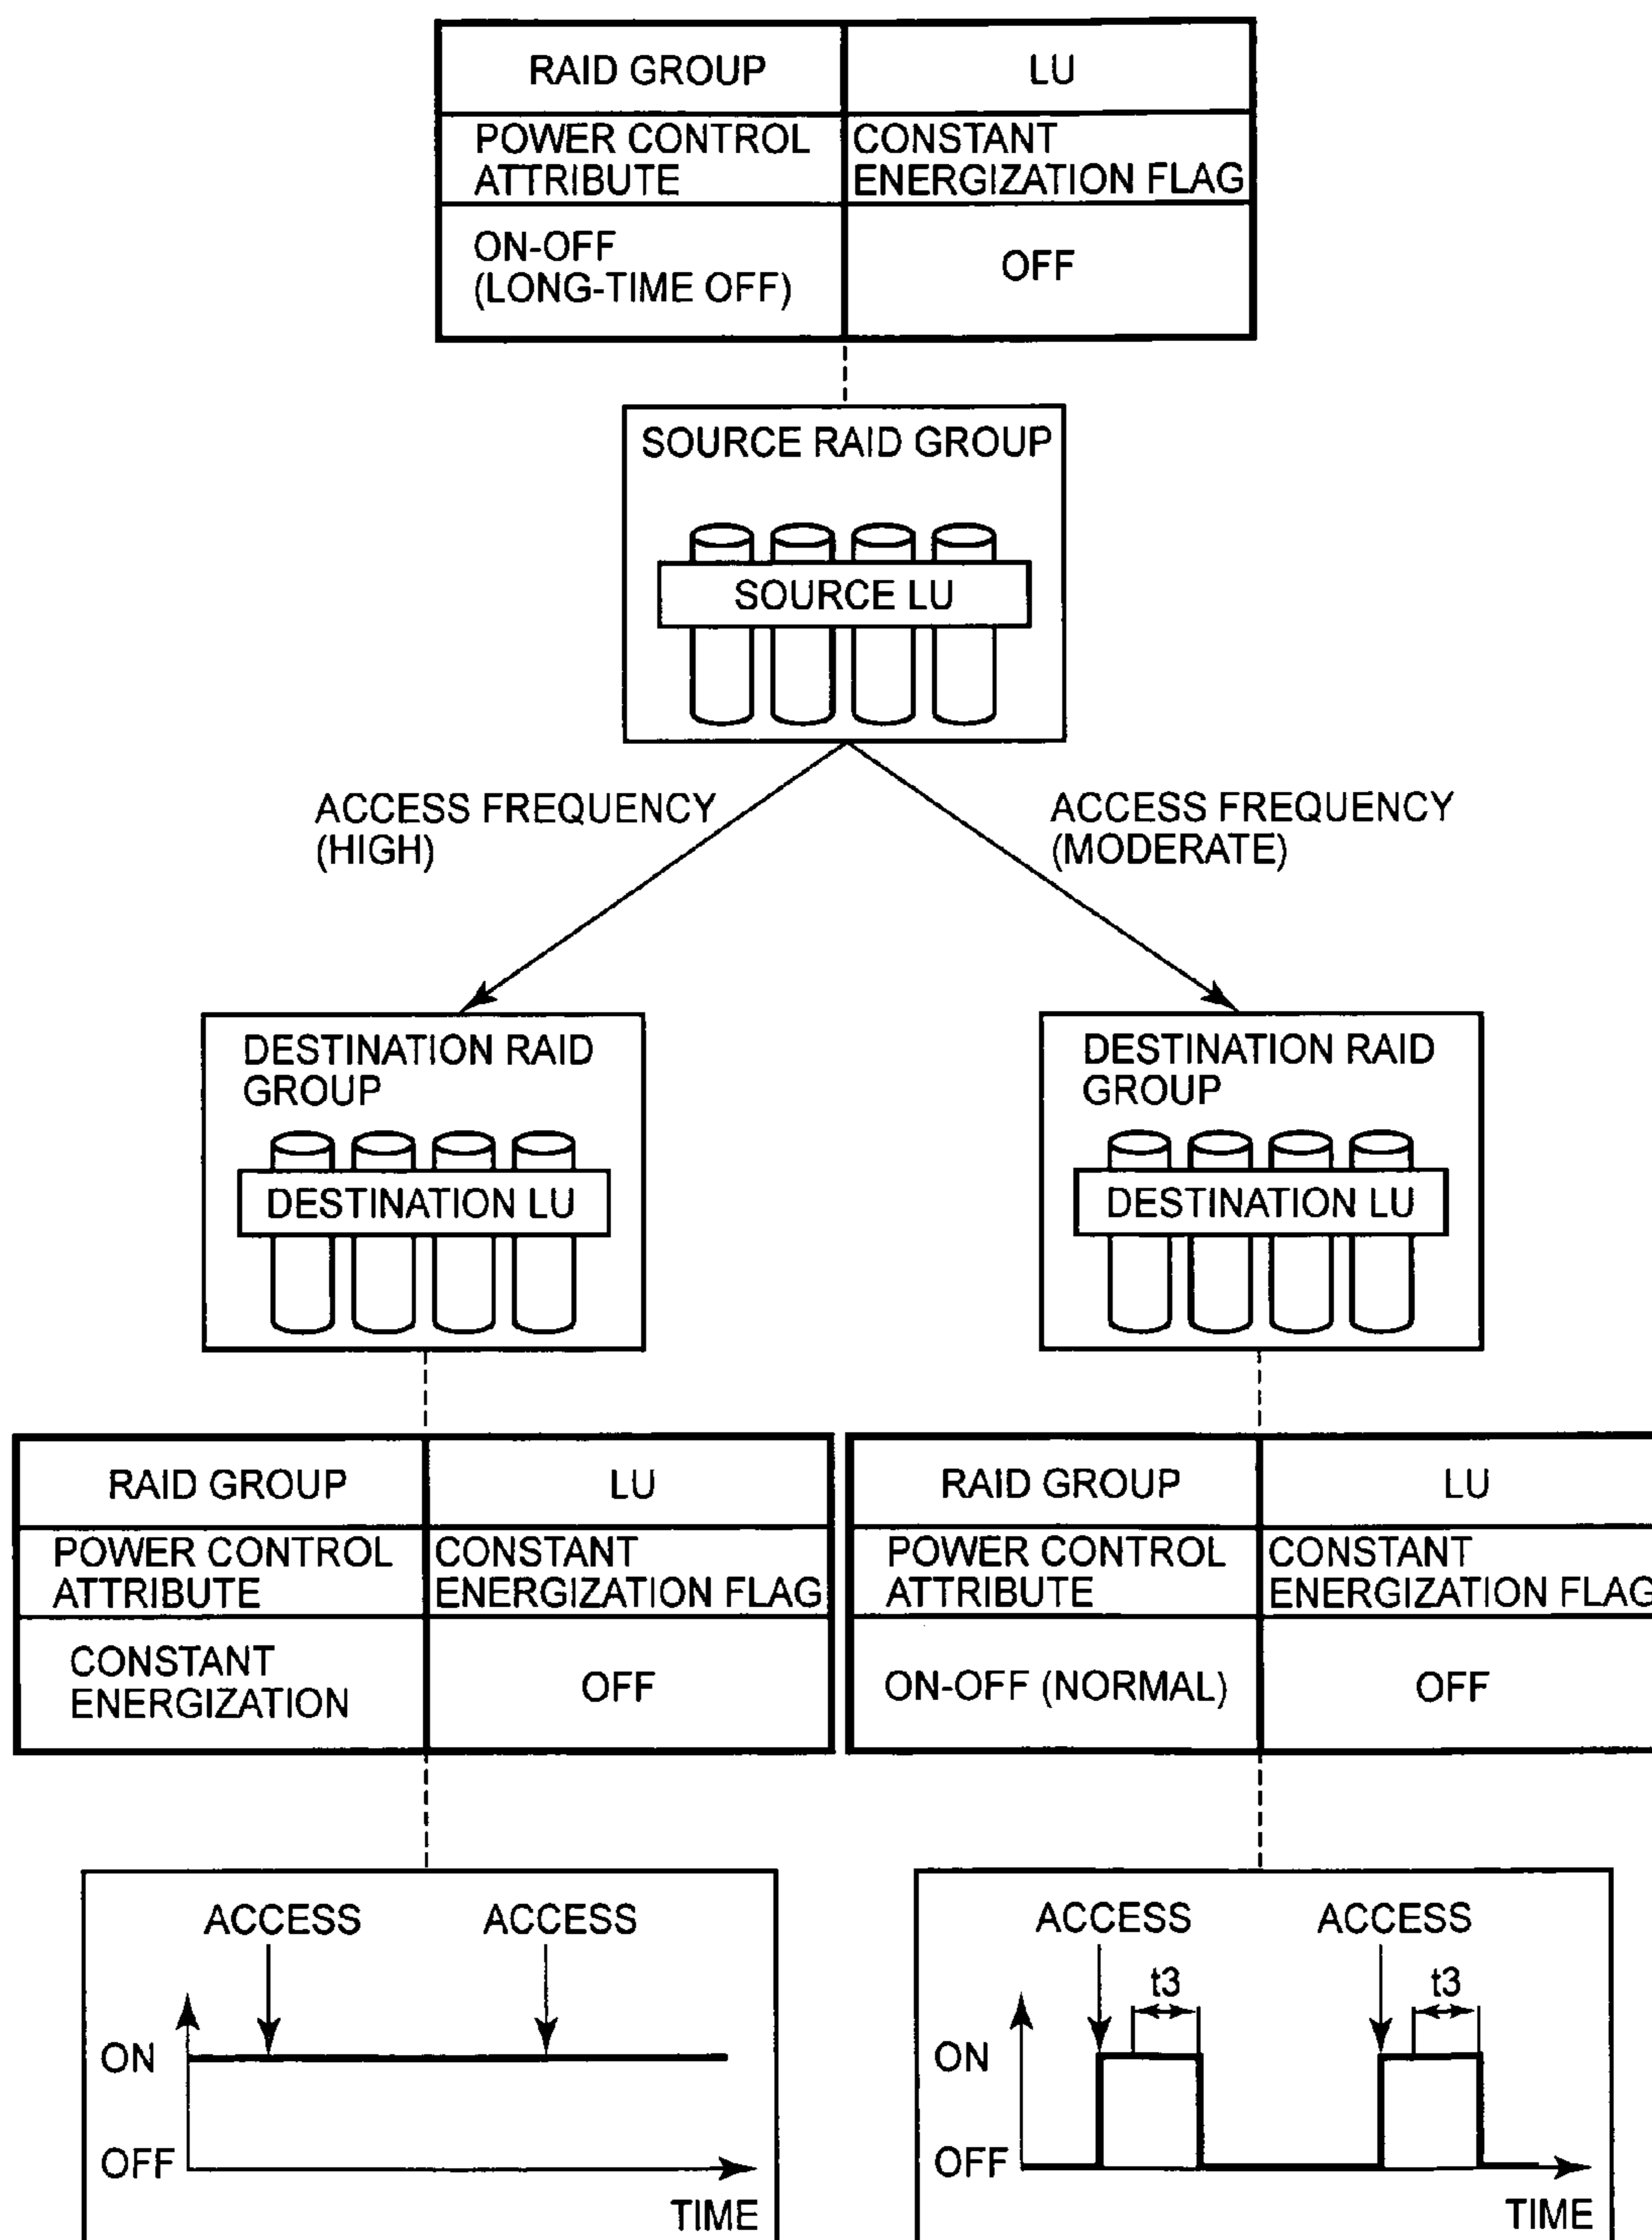 RAID GROUP
LU
POWER CONTROL
ATTRIBUTE
CONSTANT
ENERGIZATION FLAG
ON-OFF
(LONG-TIME OFF)
OFF
SOURCE RAID GROUP
SOURCE LU
ACCESS FREQUENCY
(HIGH)
ACCESS FREQUENCY
(MODERATE)
DESTINATION RAID
GROUP
DESTINATION LU
DESTINATION RAID
GROUP
DESTINATION LU
RAID GROUP
LU
POWER CONTROL
ATTRIBUTE
CONSTANT
ENERGIZATION FLAG
CONSTANT
ENERGIZATION
OFF
RAID GROUP
LU
POWER CONTROL
ATTRIBUTE
CONSTANT
ENERGIZATION FLAG
ON-OFF (NORMAL)
OFF
ACCESS
ACCESS
ON
OFF
TIME
ACCESS
ACCESS
t3
t3
ON
OFF
TIME